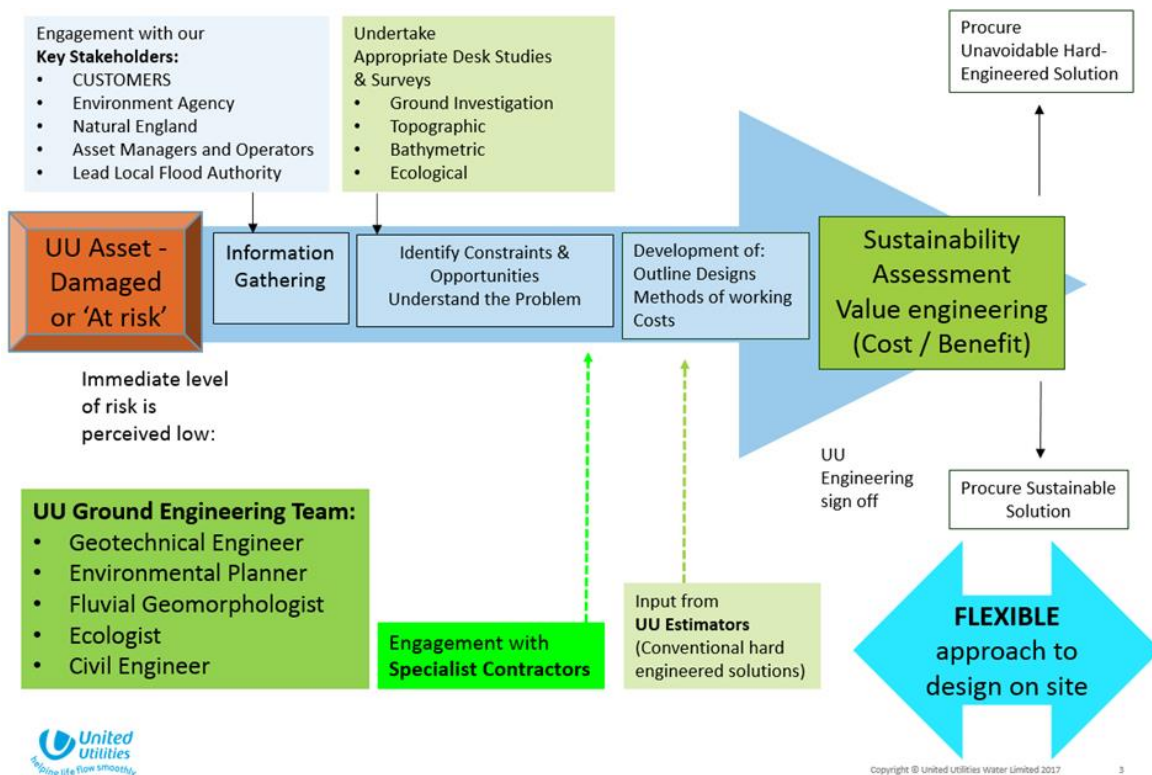 Engagement with our
Key Stakeholders:
• CUSTOMERS
• Environment Agency
• Natural England
• Asset Managers and Operators
• Lead Local Flood Authority
Undertake
Appropriate Desk Studies
& Surveys
• Ground Investigation
• Topographic
• Bathymetric
• Ecological
Procure
Unavoidable Hard-
Engineered Solution
UU Asset -
Damaged
or ‘At risk’
Information
Gathering
Identify Constraints &
Opportunities
Understand the Problem
Development of:
Outline Designs
Methods of working
Costs
Sustainability
Assessment
Value engineering
(Cost / Benefit)
Immediate level
of risk is
perceived low:
UU
Engineering
sign off
Procure Sustainable
Solution
UU Ground Engineering Team:
• Geotechnical Engineer
• Environmental Planner
• Fluvial Geomorphologist
• Ecologist
• Civil Engineer
Engagement with
Specialist Contractors
Input from
UU Estimators
(Conventional hard
engineered solutions)
FLEXIBLE
approach to
design on site
United
Utilities
helping life flow smoothly
Copyright © United Utilities Water Limited 2017
3